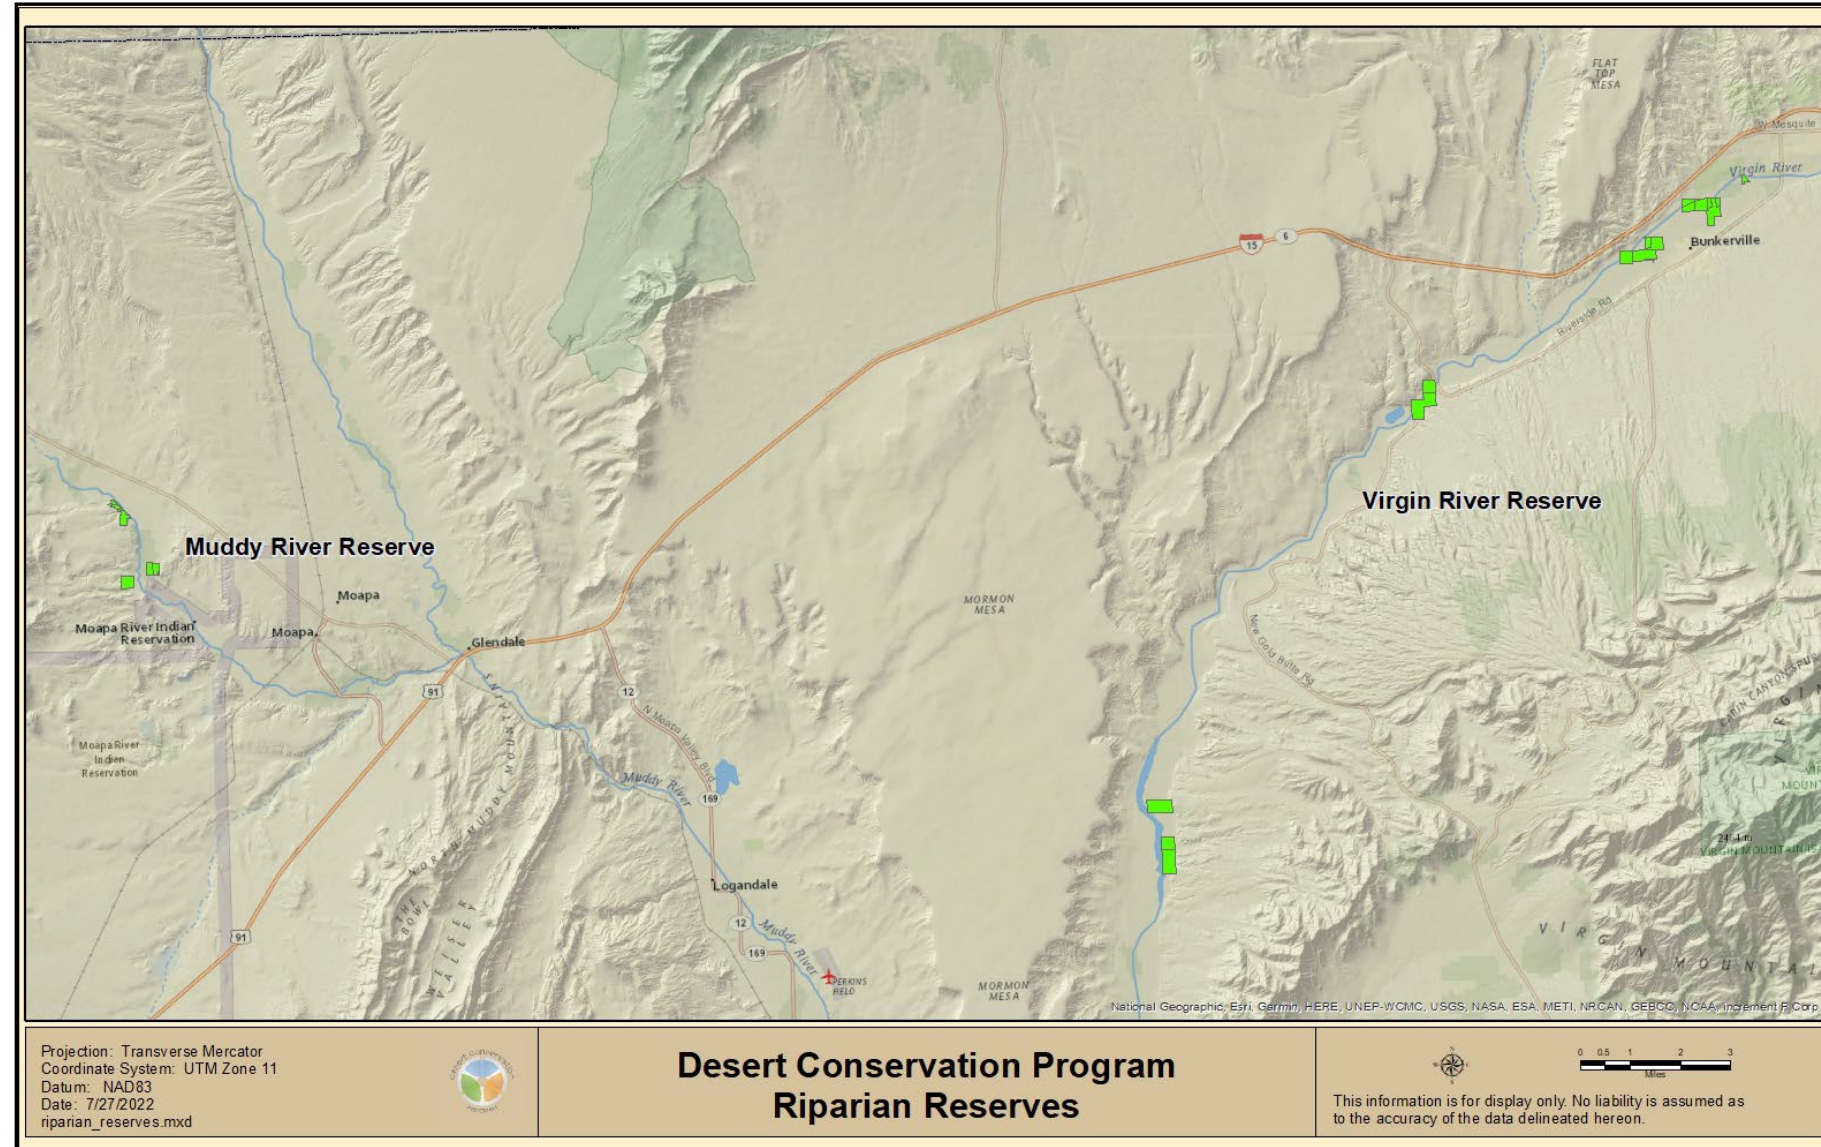 FLAT
TOP
MESA
W Mesquite
Virgin River
15
6
Bunkerville
Riverside Rd
Virgin River Reserve
Muddy River Reserve
Moapa
MORMON
MESA
Moapa River Indian
Reservation
Moapa
Glendale
New Gold Butte Rd
91
12
N Moapa Valley Blvd
NORTH MUDDY MOUNTAINS
Moapa River
Indian
Reservation
Muddy River
169
VIRGIN MOUNTAINS
Logandale
THE
BOWL
WEISER
VALLEY
12
Muddy River
91
169
PERKINS
FIELD
MORMON
MESA
VIRGIN MOUNTAI
National Geographic, Esri, Garmin, HERE, UNEP-WCMC, USGS, NASA, ESA, METI, NRCAN, GEBCO, NOAA, increment P Corp.
Projection: Transverse Mercator
Coordinate System: UTM Zone 11
Datum: NAD83
Date: 7/27/2022
riparian_reserves.mxd
Desert Conservation Program
Riparian Reserves
N
W E
S
0 0.5 1 2 3
Miles
This information is for display only. No liability is assumed as
to the accuracy of the data delineated hereon.